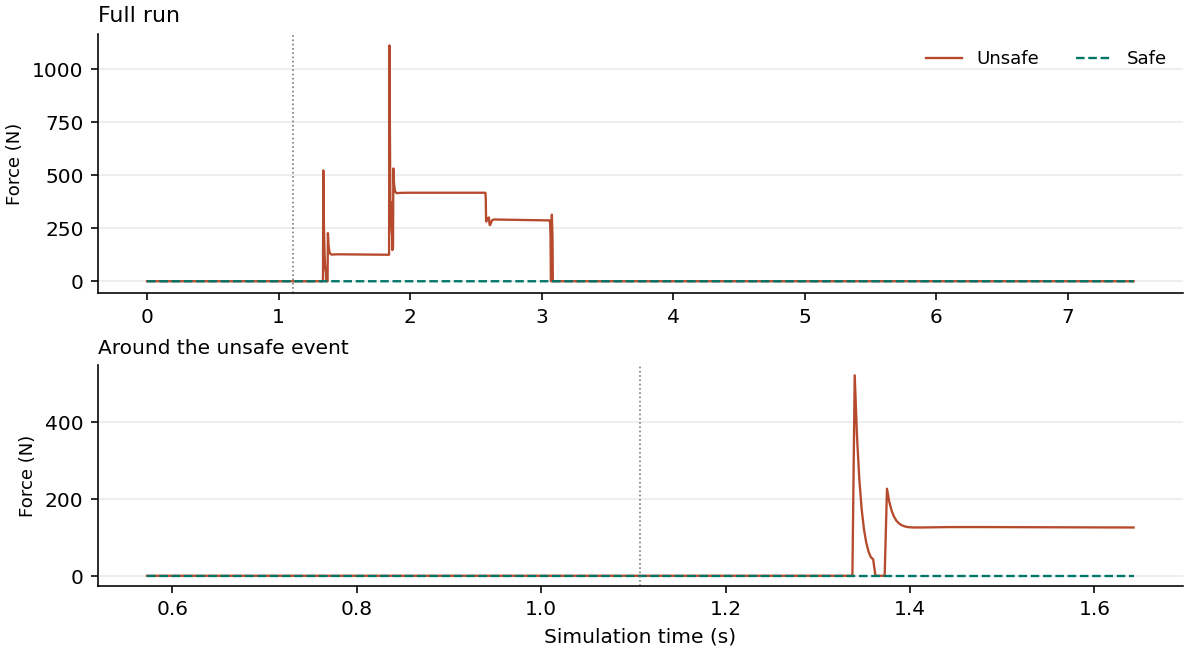 Full run
Force (N)
1000
750
500
250
0
Unsafe
Safe
0 1 2 3 4 5 6 7
Around the unsafe event
Force (N)
400
200
0
0.6 0.8 1.0 1.2 1.4 1.6
Simulation time (s)